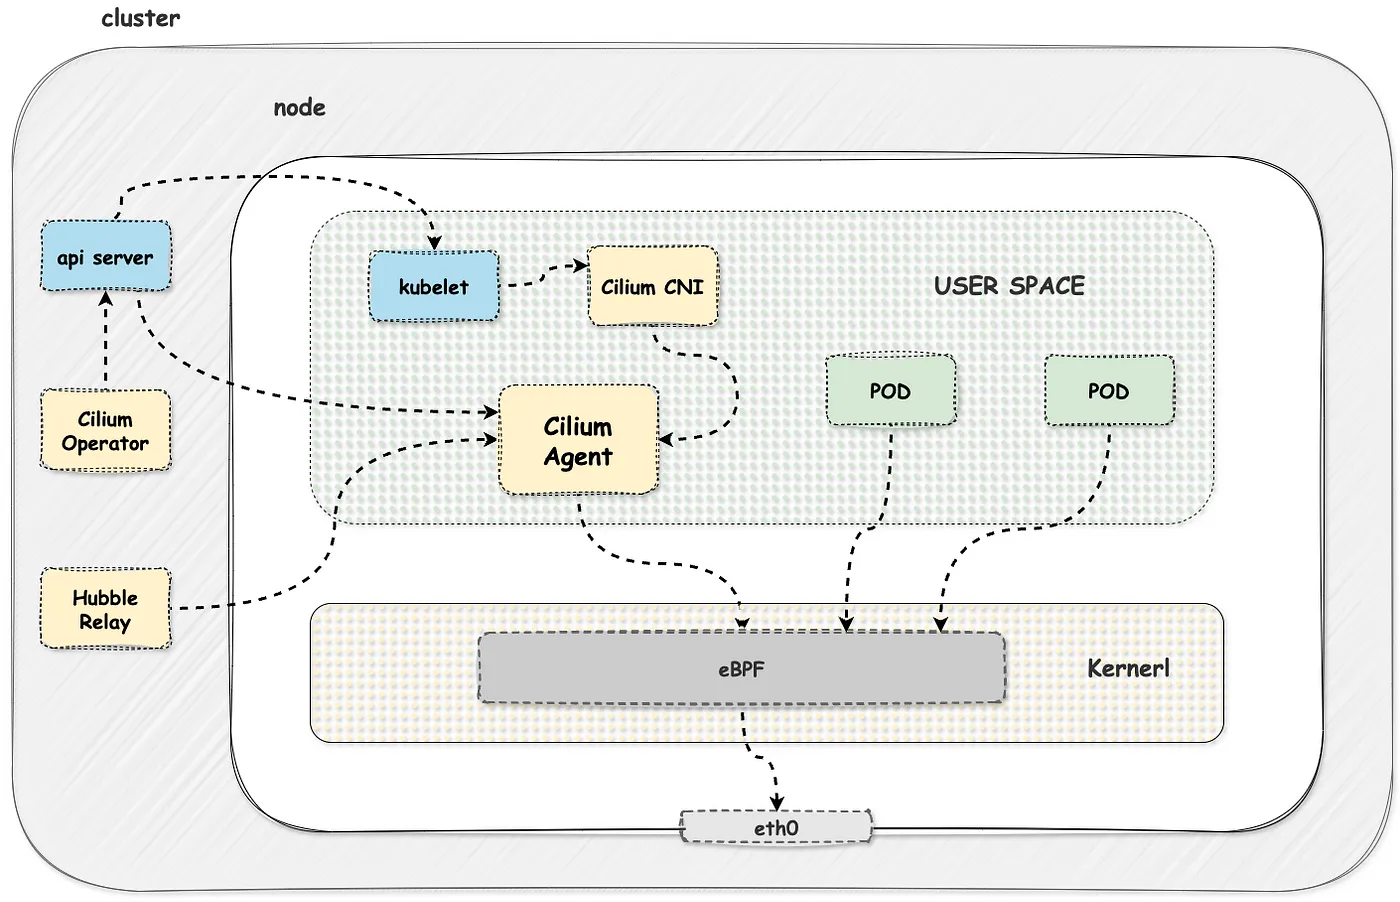 cluster
node
api server
kubelet
Cilium CNI
USER SPACE
POD
POD
Cilium
Operator
Cilium
Agent
Hubble
Relay
eBPF
Kernerl
eth0